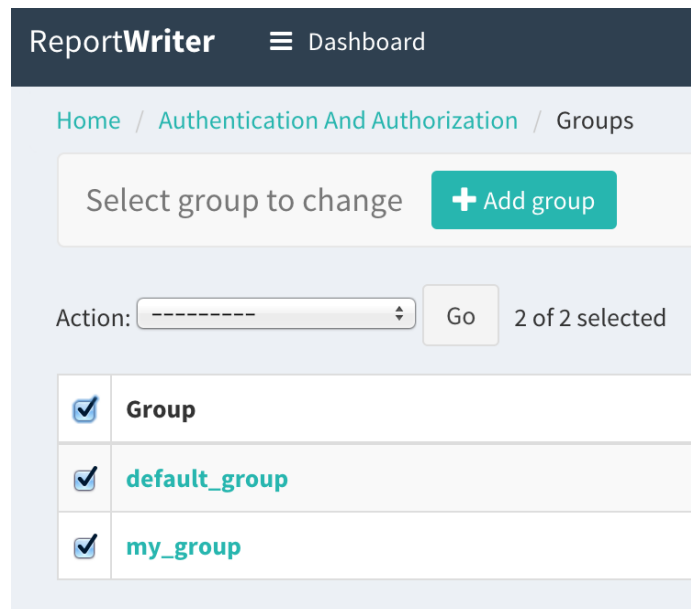 ReportWriter ☰ Dashboard
Home / Authentication And Authorization / Groups
Select group to change + Add group
Action: --------- Go 2 of 2 selected
Group
default_group
my_group